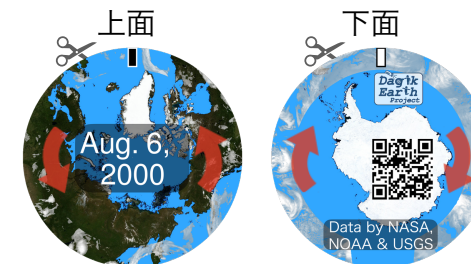 上面
下面
Aug. 6,
2000
Dagik
Earth
Project
Data by NASA,
NOAA & USGS